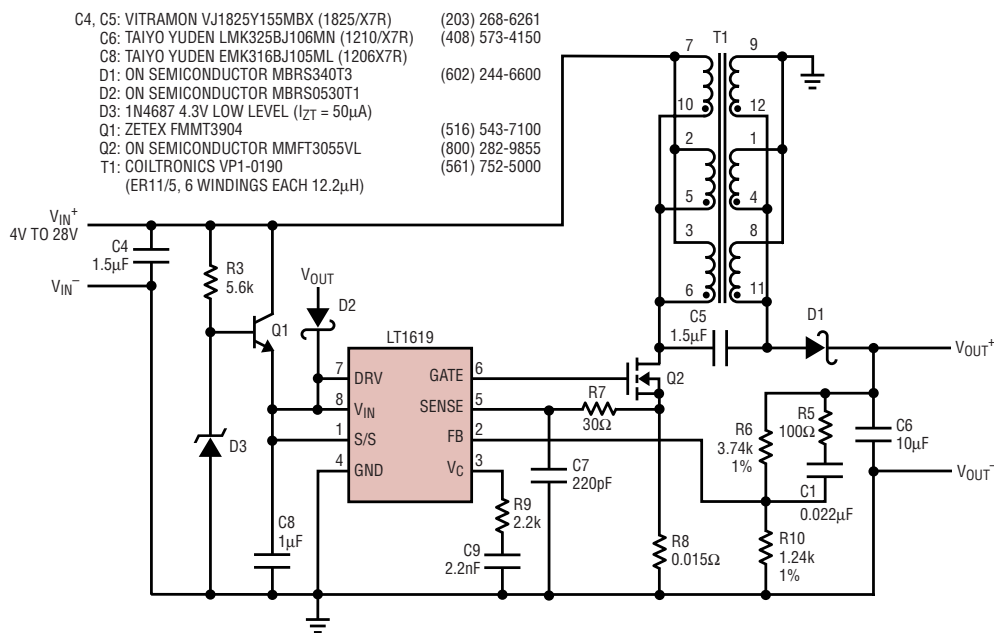 C4, C5: VITRAMON VJ1825Y155MBX (1825/X7R) (203) 268-6261
C6: TAIYO YUDEN LMK325BJ106MN (1210/X7R) (408) 573-4150
C8: TAIYO YUDEN EMK316BJ105ML (1206X7R)
D1: ON SEMICONDUCTOR MBRS340T3 (602) 244-6600
D2: ON SEMICONDUCTOR MBRS0530T1
D3: 1N4687 4.3V LOW LEVEL (IZT = 50µA)
Q1: ZETEX FMMT3904 (516) 543-7100
Q2: ON SEMICONDUCTOR MMFT3055VL (800) 282-9855
T1: COILTRONICS VP1-0190 (561) 752-5000
(ER11/5, 6 WINDINGS EACH 12.2µH)
T1
7 9
10 12
2 1
5 4
3 8
6 11
VIN+
4V TO 28V
VIN–
C4
1.5µF
R3
5.6k
Q1
D3
C8
1µF
VOUT
D2
LT1619
7 DRV
8 VIN
1 S/S
4 GND
GATE 6
SENSE 5
FB 2
VC 3
R9
2.2k
C9
2.2nF
C7
220pF
R7
30Ω
Q2
R8
0.015Ω
C5
1.5µF
D1
R6
3.74k
1%
R5
100Ω
C1
0.022µF
R10
1.24k
1%
C6
10µF
VOUT+
VOUT–